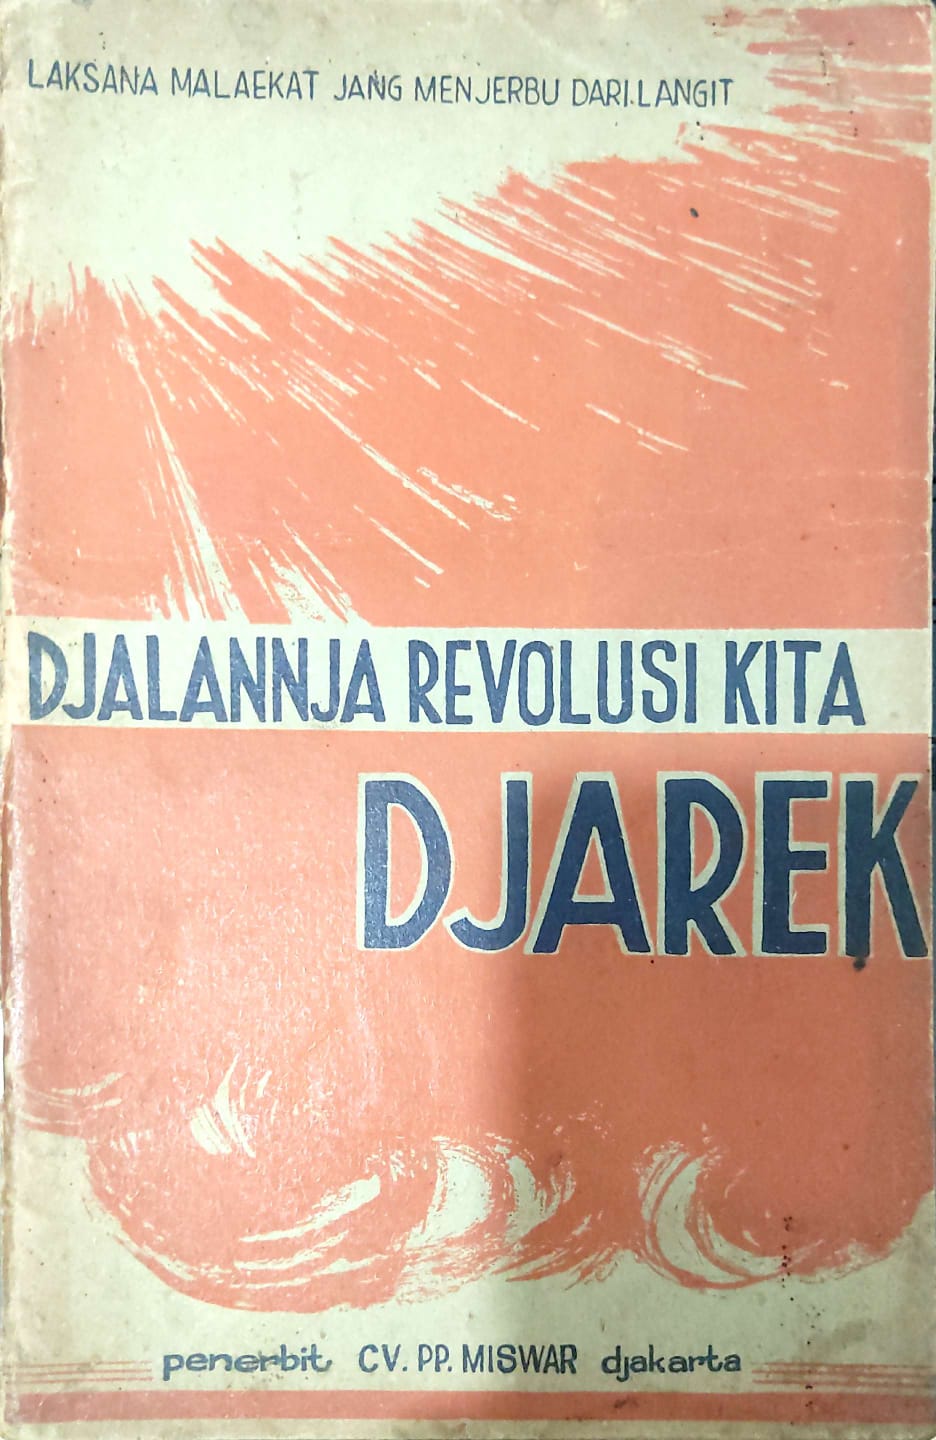 LAKSANA MALAEKAT JANG MENJERBU DARI LANGIT
DJALANNJA REVOLUSI KITA
DJAREK
penerbit CV. PP. MISWAR djakarta